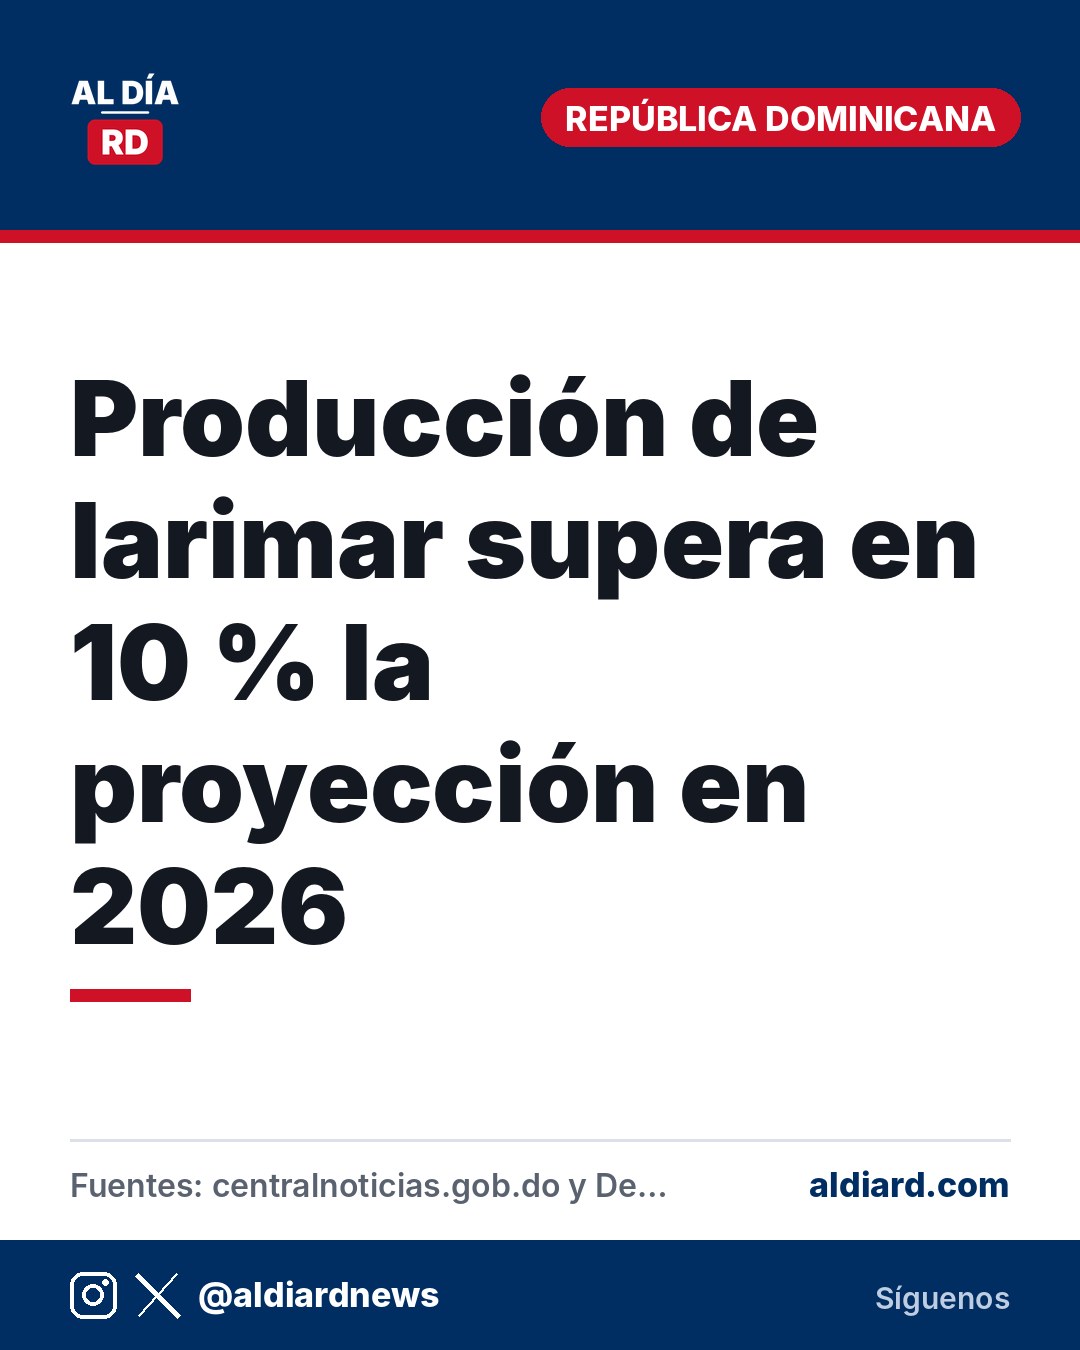 AL DÍA
RD
REPÚBLICA DOMINICANA
Producción de
larimar supera en
10 % la
proyección en
2026
Fuentes: centralnoticias.gob.do y De...
aldiard.com
@aldiardnews
Síguenos